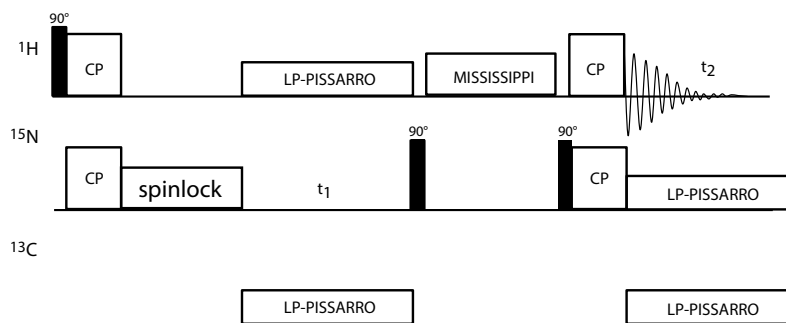 90°
¹H
CP
LP-PISSARRO
MISSISSIPPI
CP
t₂
¹⁵N
90°
90°
CP
spinlock
t₁
CP
LP-PISSARRO
¹³C
LP-PISSARRO
LP-PISSARRO